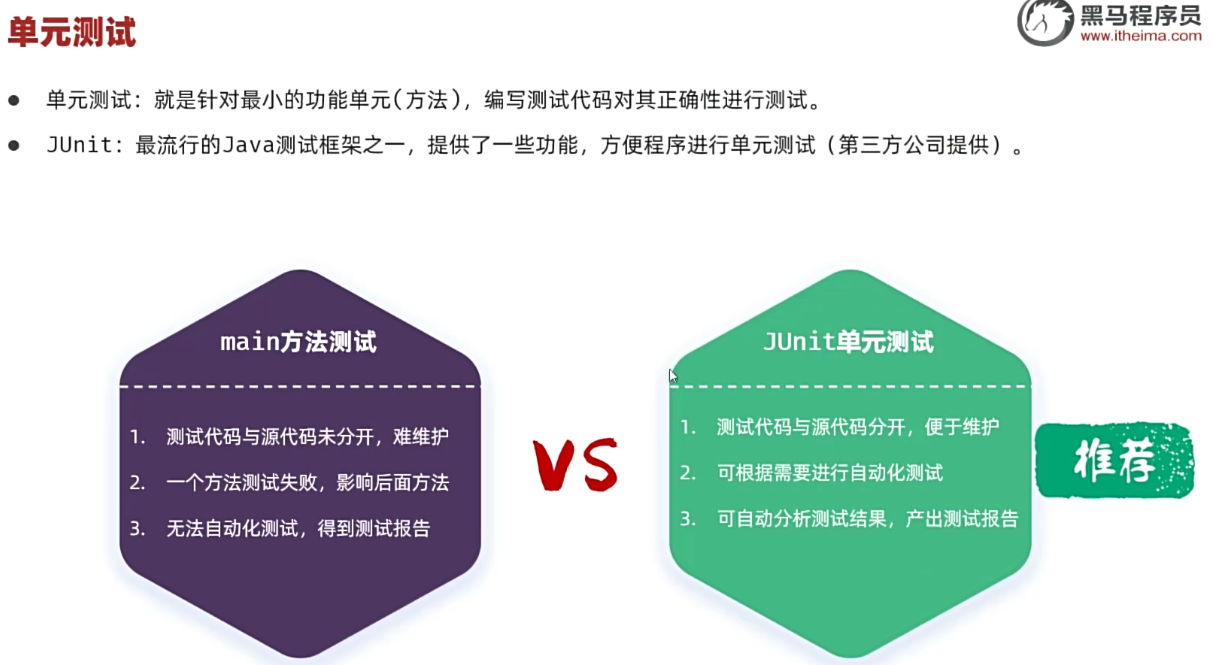 单元测试
黑马程序员
www.itheima.com
单元测试：就是针对最小的功能单元(方法)，编写测试代码对其正确性进行测试。
JUnit：最流行的Java测试框架之一，提供了一些功能，方便程序进行单元测试（第三方公司提供）。
main方法测试
1. 测试代码与源代码未分开，难维护
2. 一个方法测试失败，影响后面方法
3. 无法自动化测试，得到测试报告
VS
JUnit单元测试
1. 测试代码与源代码分开，便于维护
2. 可根据需要进行自动化测试
3. 可自动分析测试结果，产出测试报告
推荐